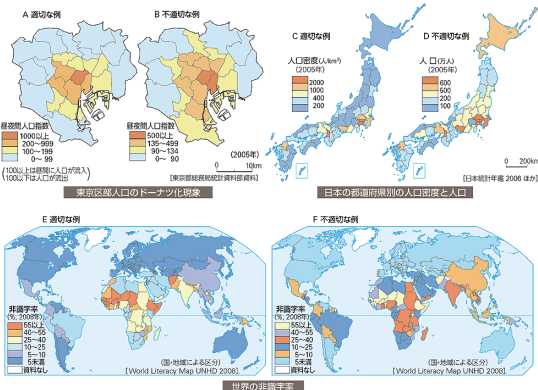 A 適切な例
B 不適切な例
昼夜間人口指数
1000以上
200~999
100~199
0~ 99
(100以上は昼間に人口が流入)
(100以下は人口が流出)
昼夜間人口指数
500以上
135~499
90~134
0~ 90
(2005年)
0 10km
[東京都総務局統計部資料]
東京区部人口のドーナツ化現象
C 適切な例
人口密度(人/km²)
(2005年)
2000
1000
400
200
D 不適切な例
人 口(万人)
(2005年)
600
500
200
100
0 200km
[日本統計年鑑 2006 ほか]
日本の都道府県別の人口密度と人口
E 適切な例
非識字率
(%, 2008年)
55以上
40~55
25~40
10~25
5~10
5未満
資料なし
(国・地域による区分)
[World Literacy Map UNHD 2008]
F 不適切な例
非識字率
(%, 2008年)
55以上
40~55
25~40
10~25
5~10
5未満
資料なし
(国・地域による区分)
[World Literacy Map UNHD 2008]
世界の非識字率